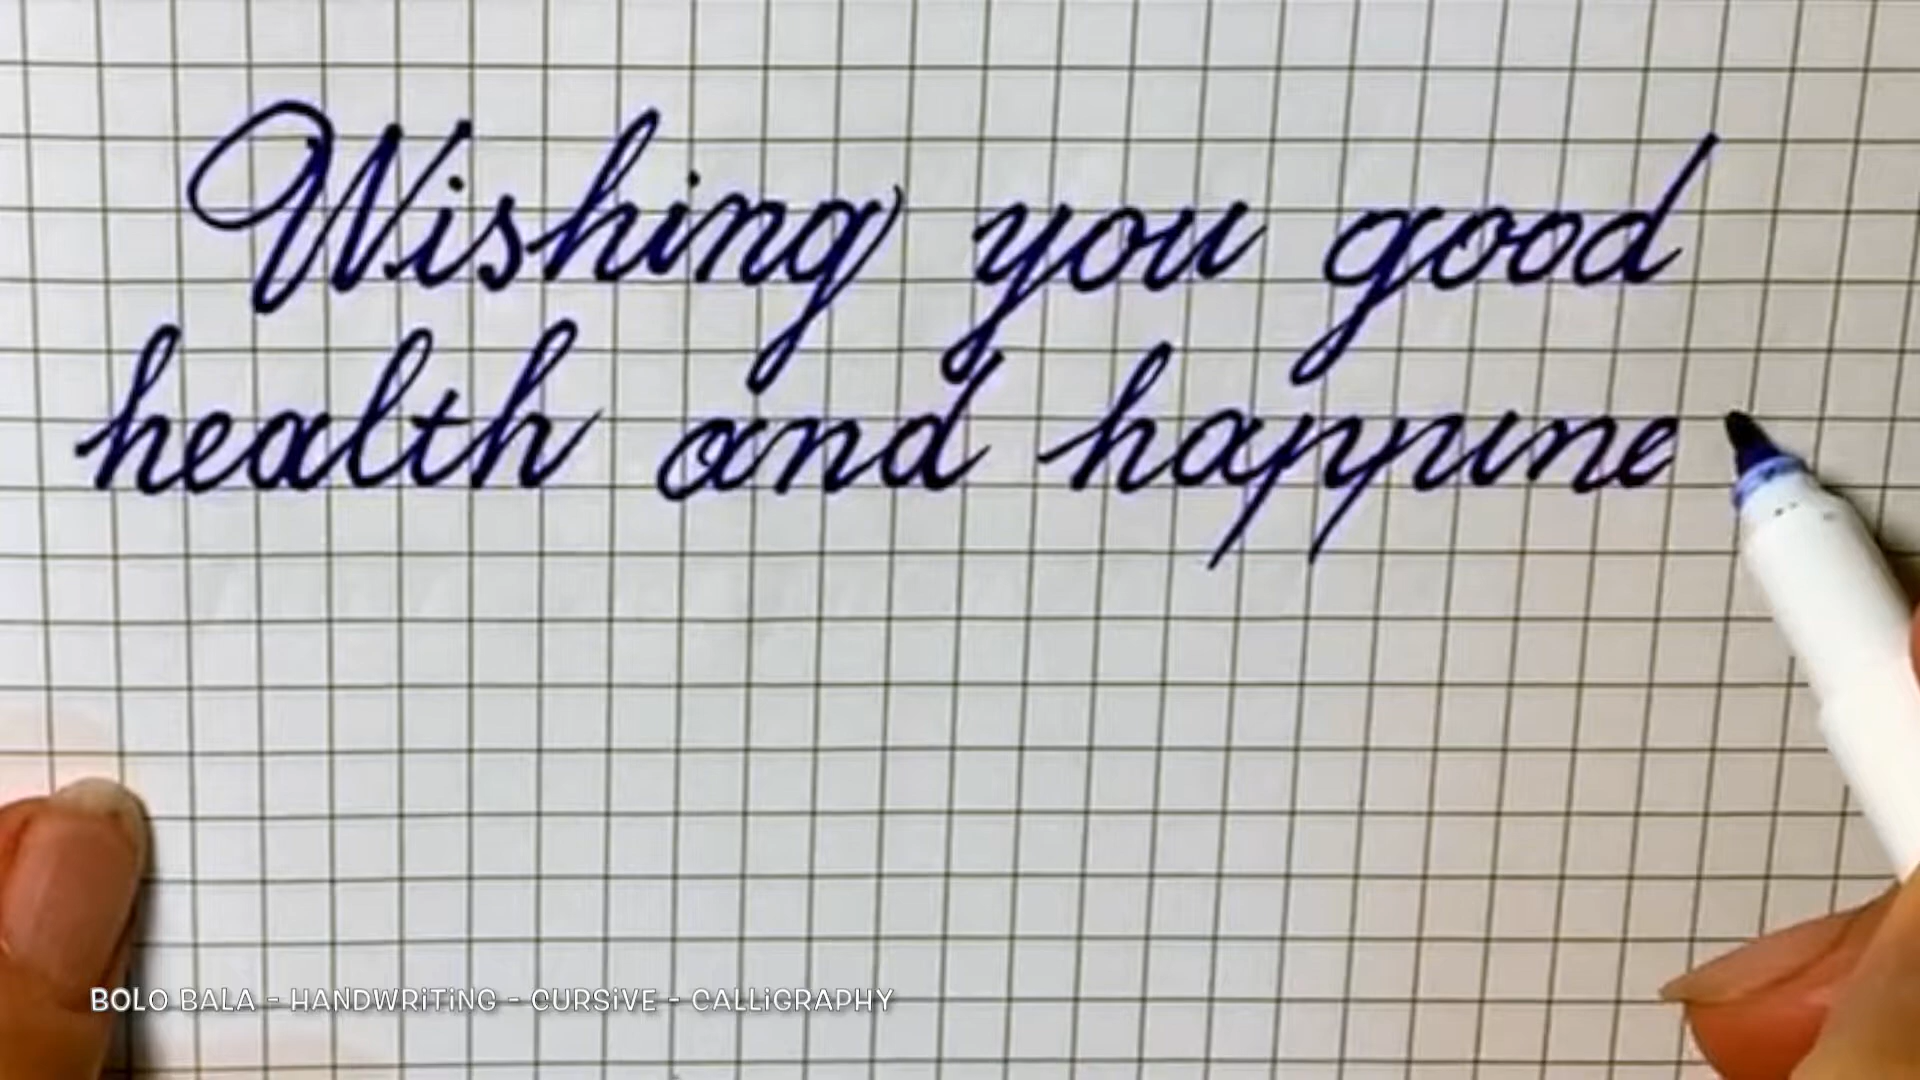 Wishing you good
health and happine
BOLO BALA - HANDWRiTiNG - CURSiVE - CALLiGRAPHY